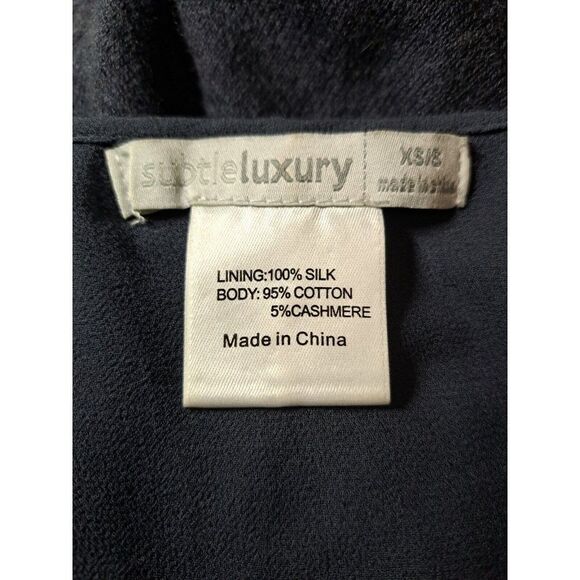 subtleluxury
XS/S
made in china
LINING:100% SILK
BODY: 95% COTTON
5%CASHMERE
Made in China